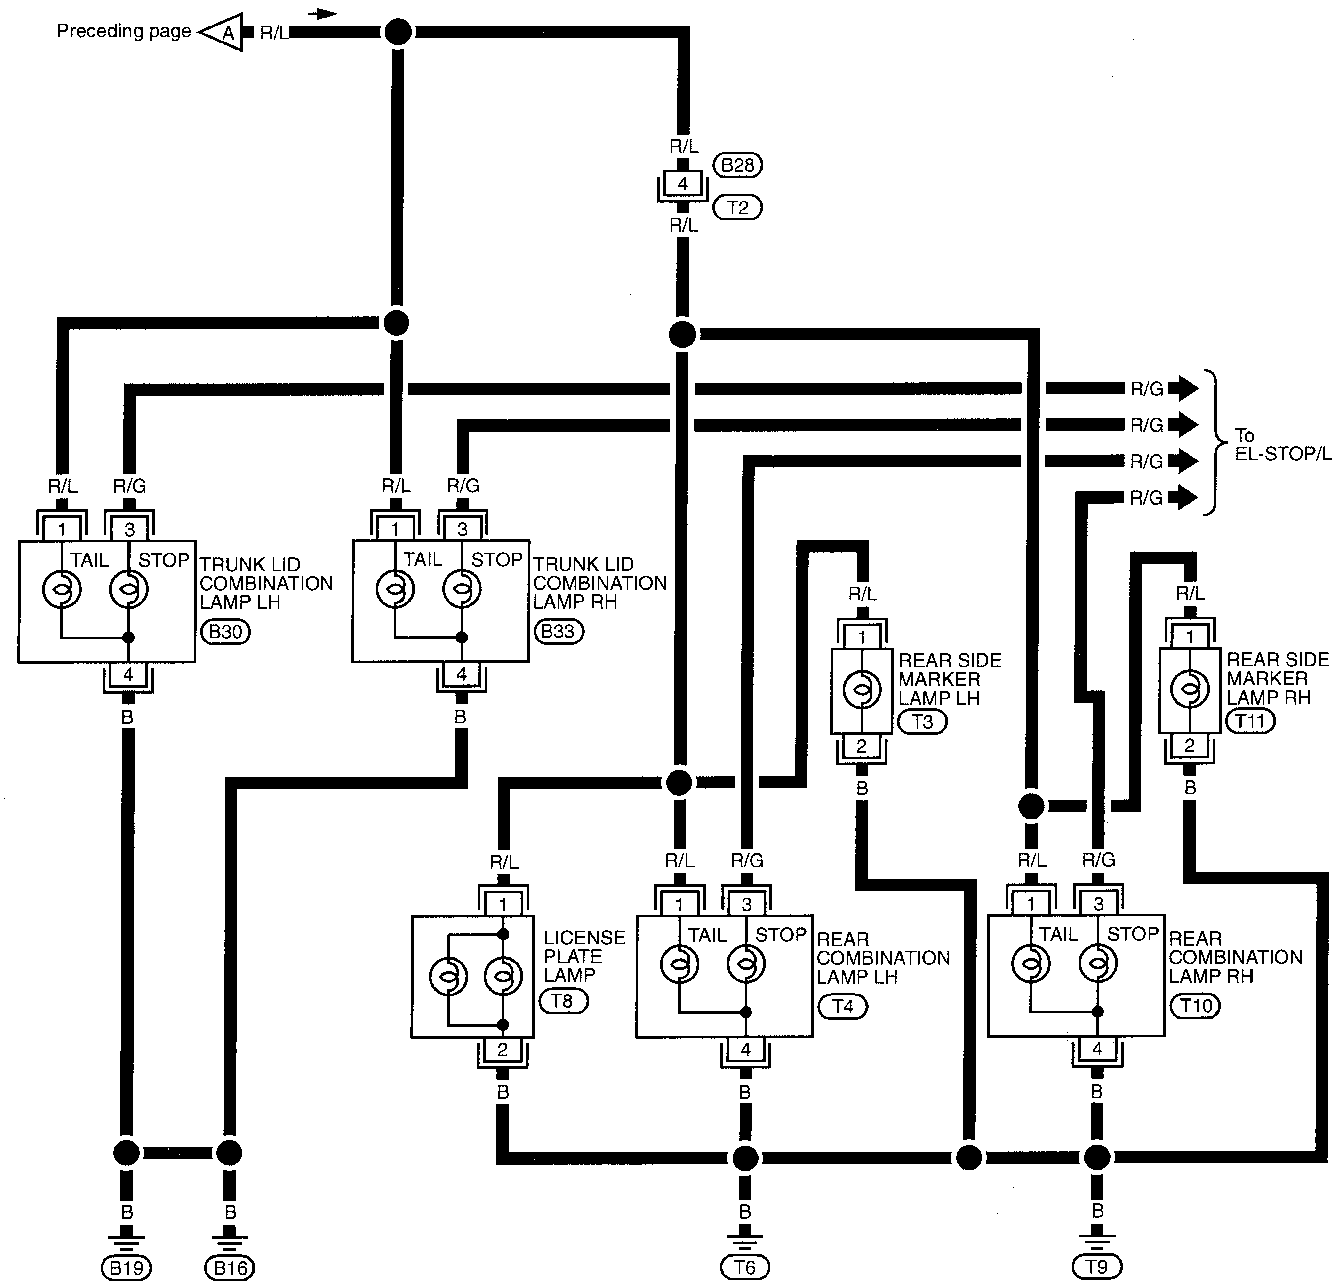 Preceding page A R/L
R/L
B28
4
T2
R/L
R/G
R/G
R/G
R/G
To
EL-STOP/L
R/L R/G
1 3
TAIL STOP
TRUNK LID
COMBINATION
LAMP LH
B30
4
B
R/L R/G
1 3
TAIL STOP
TRUNK LID
COMBINATION
LAMP RH
B33
4
B
R/L
1
REAR SIDE
MARKER
LAMP LH
T3
2
B
R/L
1
REAR SIDE
MARKER
LAMP RH
T11
2
B
R/L
1
LICENSE
PLATE
LAMP
T8
2
B
R/L R/G
1 3
TAIL STOP
REAR
COMBINATION
LAMP LH
T4
4
B
R/L R/G
1 3
TAIL STOP
REAR
COMBINATION
LAMP RH
T10
4
B
B B B B
B19 B16 T6 T9